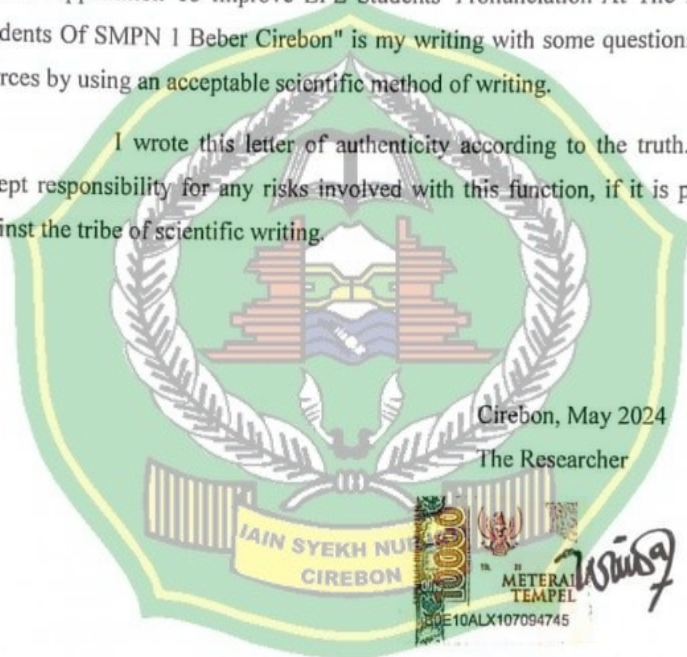 dents Of SMPN 1 Beber Cirebon" is my writing with some question
rces by using an acceptable scientific method of writing.
I wrote this letter of authenticity according to the truth.
ept responsibility for any risks involved with this function, if it is p
inst the tribe of scientific writing.
Cirebon, May 2024
The Researcher
IAIN SYEKH NU
CIREBON
10000
METERAI
TEMPEL
0E10ALX107094745